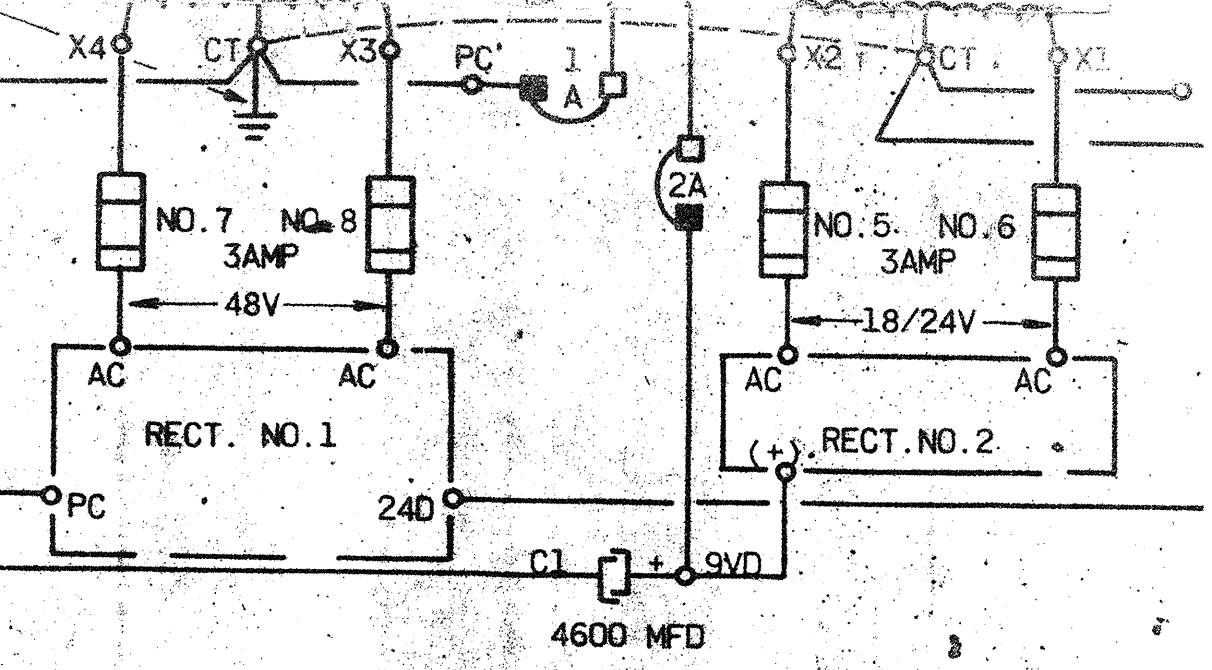 X4 CT X3 PC' 1 A X2 CT X1
2A
NO.7 NO.8 NO.5 NO.6
3AMP 3AMP
48V 18/24V
AC AC AC AC
RECT. NO.1 (+) RECT.NO.2
PC 24D
C1 + 9VD
4600 MFD